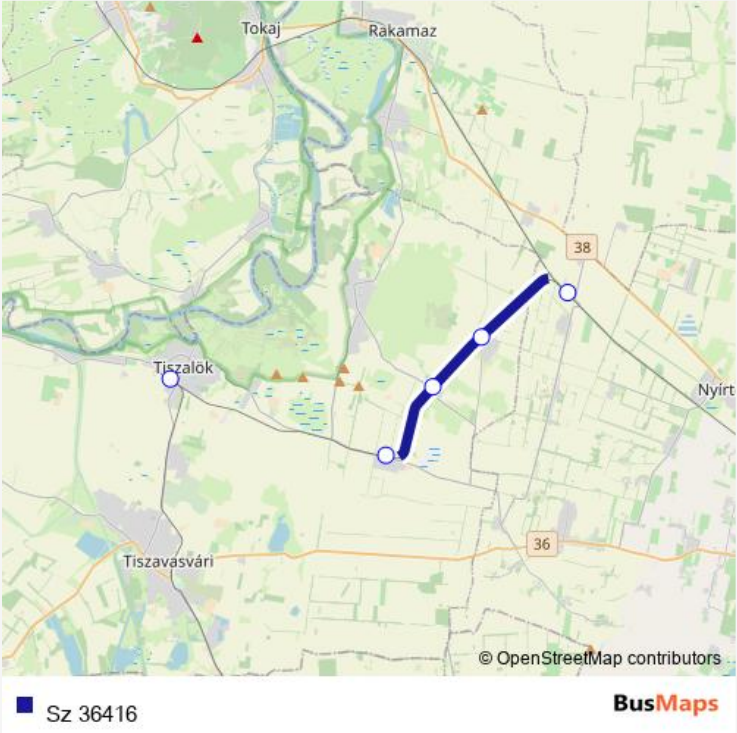 Tokaj
Rakamaz
38
Tiszalök
Nyírt
36
Tiszavasvári
© OpenStreetMap contributors
Sz 36416
BusMaps